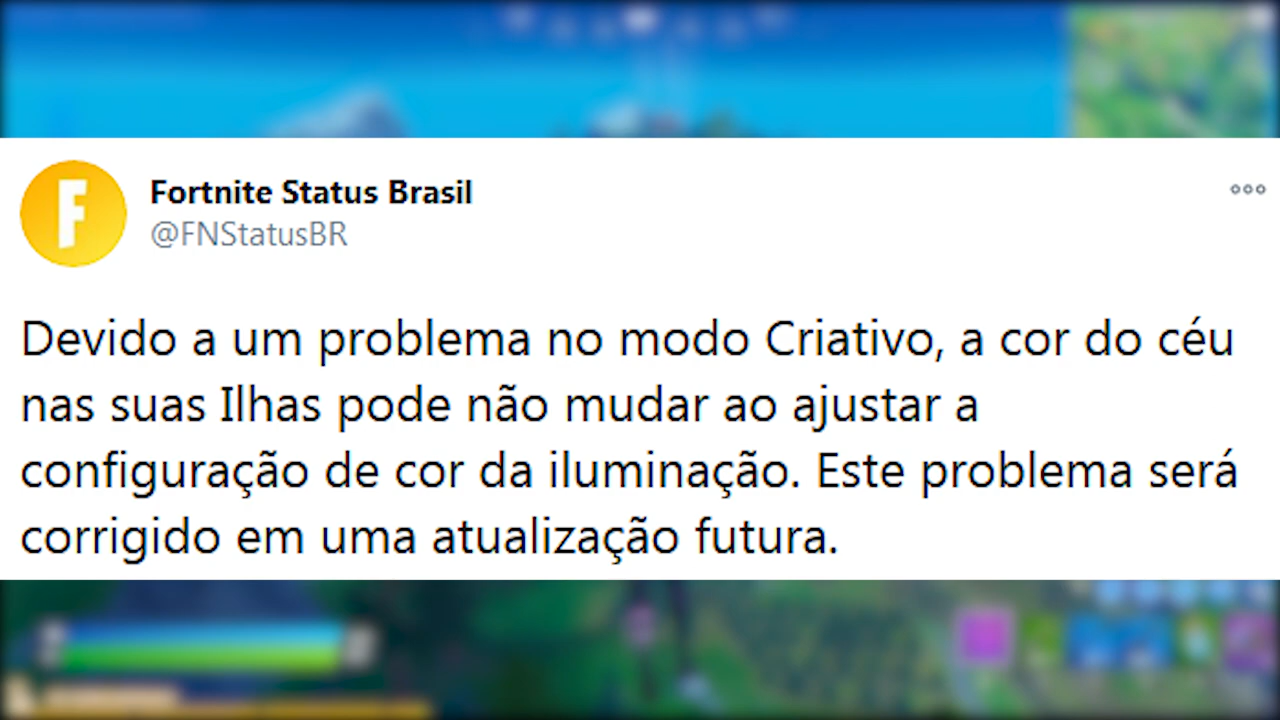 F
Fortnite Status Brasil
@FNStatusBR
Devido a um problema no modo Criativo, a cor do céu
nas suas Ilhas pode não mudar ao ajustar a
configuração de cor da iluminação. Este problema será
corrigido em uma atualização futura.